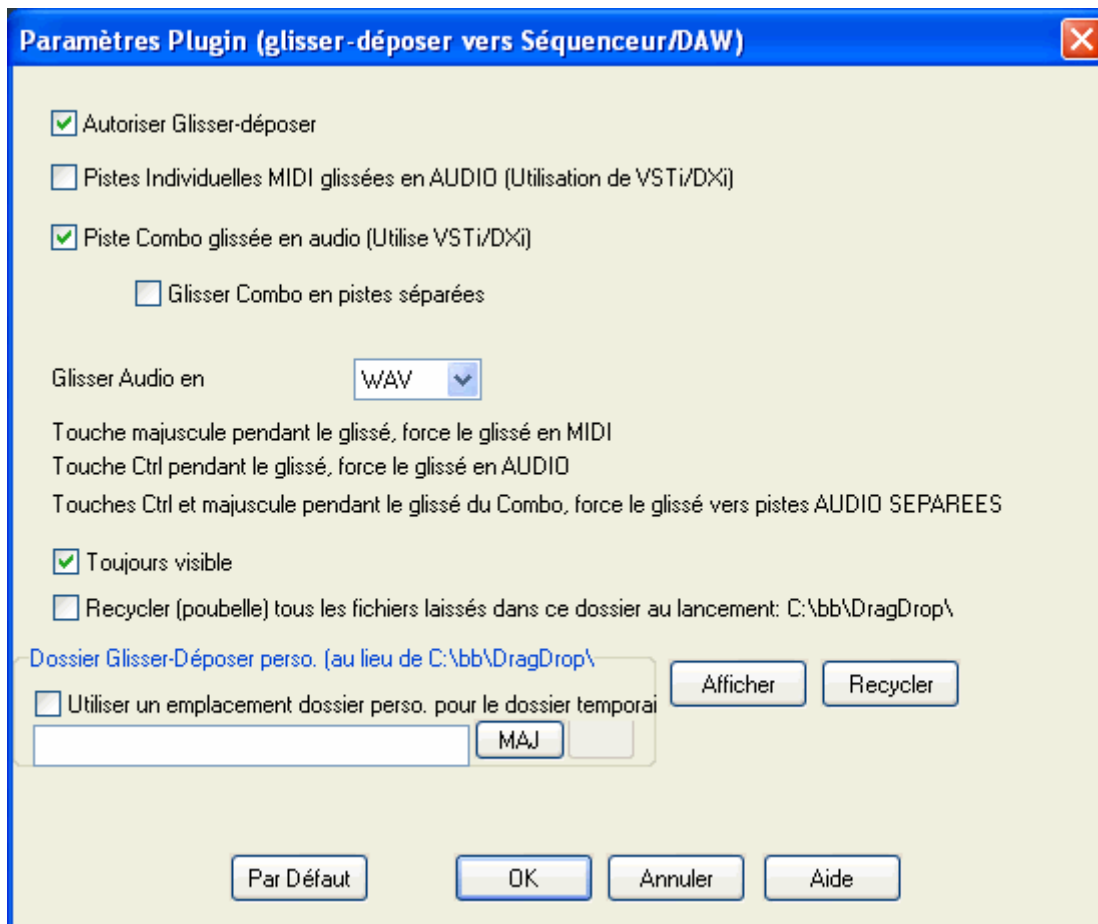 Paramètres Plugin (glisser-déposer vers Séquenceur/DAW)
Autoriser Glisser-déposer
Pistes Individuelles MIDI glissées en AUDIO (Utilisation de VSTi/DXi)
Piste Combo glissée en audio (Utilise VSTi/DXi)
Glisser Combo en pistes séparées
Glisser Audio en WAV
Touche majuscule pendant le glissé, force le glissé en MIDI
Touche Ctrl pendant le glissé, force le glissé en AUDIO
Touches Ctrl et majuscule pendant le glissé du Combo, force le glissé vers pistes AUDIO SEPAREES
Toujours visible
Recycler (poubelle) tous les fichiers laissés dans ce dossier au lancement: C:\bb\DragDrop\
Dossier Glisser-Déposer perso. (au lieu de C:\bb\DragDrop\
Afficher Recycler
Utiliser un emplacement dossier perso. pour le dossier temporai
MAJ
Par Défaut OK Annuler Aide